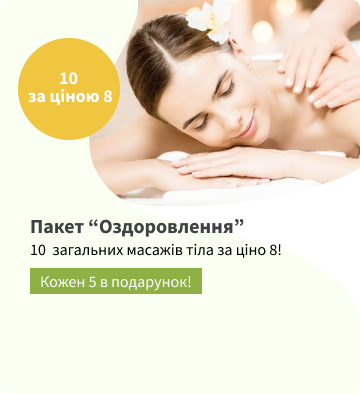 10
за ціною 8
Пакет “Оздоровлення”
10 загальних масажів тіла за ціно 8!
Кожен 5 в подарунок!